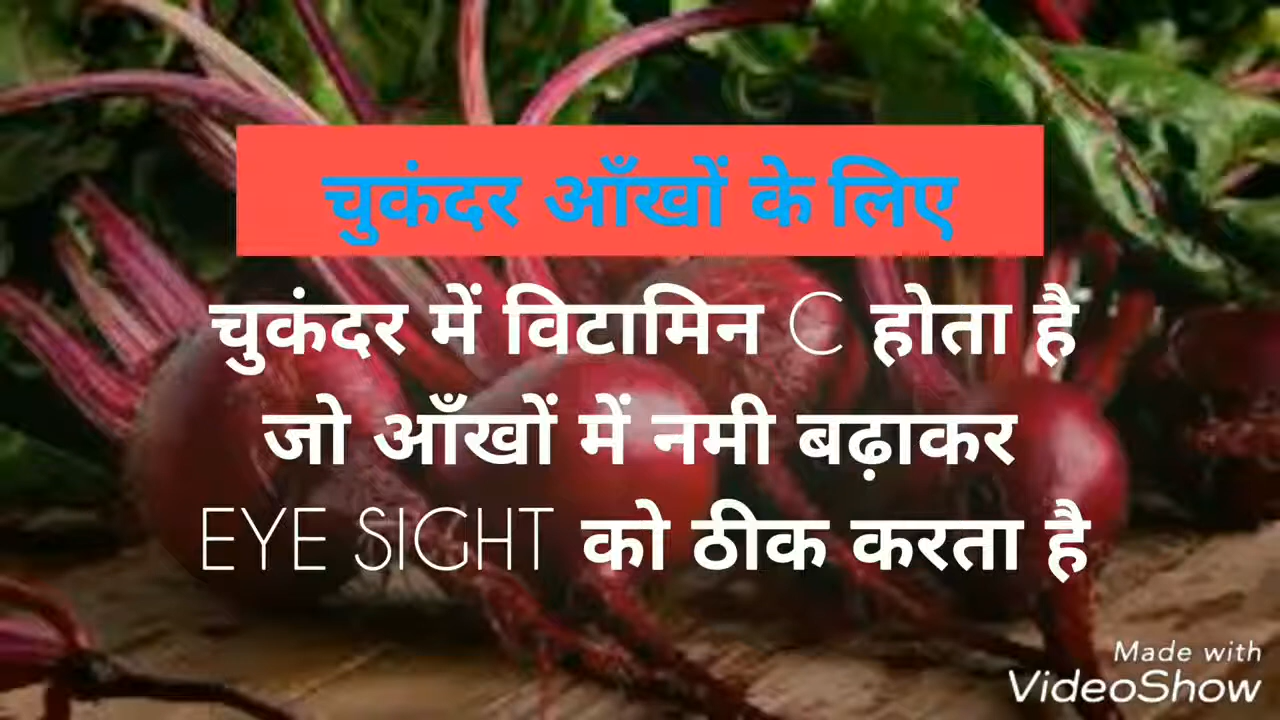 चुकंदर आँखों के लिए
चुकंदर में विटामिन C होता है
जो आँखों में नमी बढ़ाकर
EYE SIGHT को ठीक करता है
Made with
VideoShow